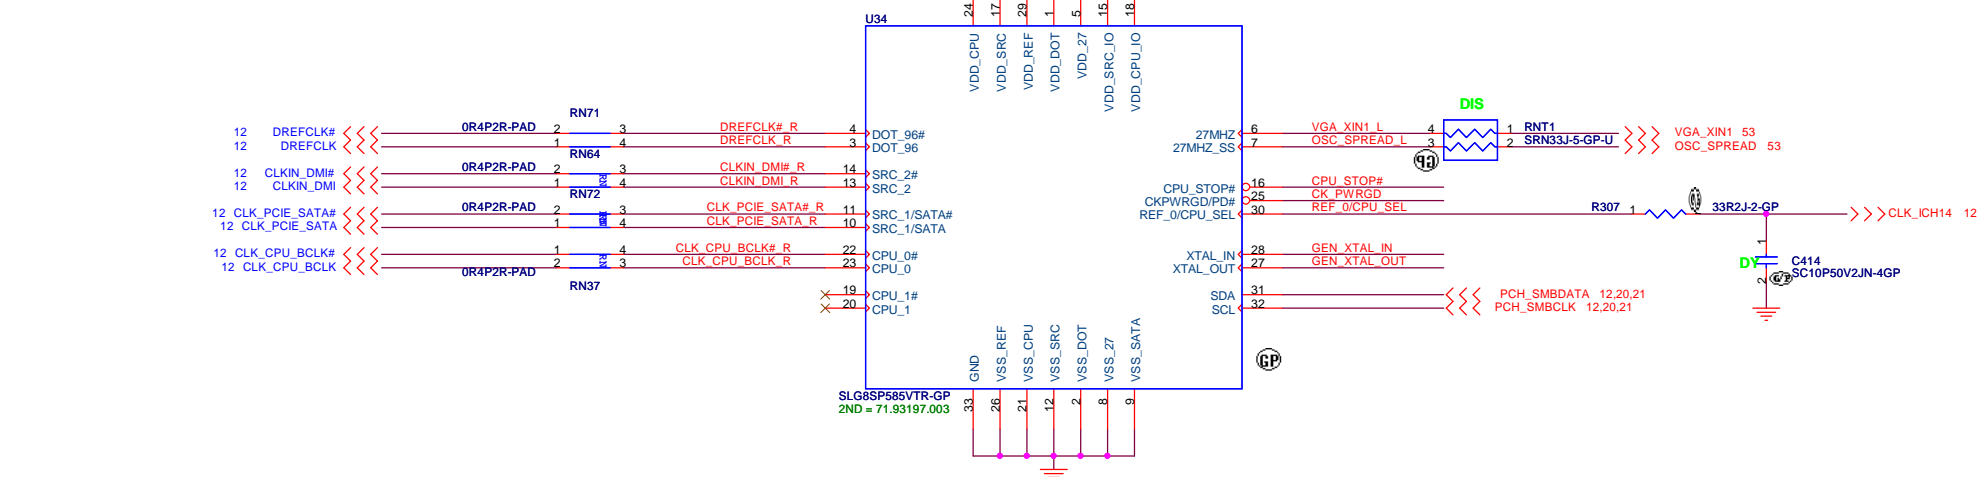 24 17 29 1 5 15 18
U34
VDD_CPU VDD_SRC VDD_REF VDD_DOT VDD_27 VDD_SRC_IO VDD_CPU_IO
RN71
12 DREFCLK# 0R4P2R-PAD 2 3 DREFCLK#_R 4 DOT_96#
12 DREFCLK 1 4 DREFCLK_R 3 DOT_96
RN64
12 CLKIN_DMI# 0R4P2R-PAD 2 3 CLKIN_DMI#_R 14 SRC_2#
12 CLKIN_DMI 1 4 CLKIN_DMI_R 13 SRC_2
RN72
12 CLK_PCIE_SATA# 0R4P2R-PAD 2 3 CLK_PCIE_SATA#_R 11 SRC_1/SATA#
12 CLK_PCIE_SATA 1 4 CLK_PCIE_SATA_R 10 SRC_1/SATA
12 CLK_CPU_BCLK# 1 4 CLK_CPU_BCLK#_R 22 CPU_0#
12 CLK_CPU_BCLK 2 3 CLK_CPU_BCLK_R 23 CPU_0
0R4P2R-PAD
RN37
19 CPU_1#
20 CPU_1
DIS
27MHZ 6 VGA_XIN1_L 4 1 RNT1 VGA_XIN1 53
27MHZ_SS 7 OSC_SPREAD_L 3 2 SRN33J-5-GP-U OSC_SPREAD 53
CPU_STOP# 16 CPU_STOP#
CKPWRGD/PD# 25 CK_PWRGD
REF_0/CPU_SEL 30 REF_0/CPU_SEL R307 1 33R2J-2-GP CLK_ICH14 12
XTAL_IN 28 GEN_XTAL_IN
XTAL_OUT 27 GEN_XTAL_OUT
1
DY C414
SC10P50V2JN-4GP
2
SDA 31 PCH_SMBDATA 12,20,21
SCL 32 PCH_SMBCLK 12,20,21
GP
GND VSS_REF VSS_CPU VSS_SRC VSS_DOT VSS_27 VSS_SATA
SLG8SP585VTR-GP
2ND = 71.93197.003
33 26 21 12 2 8 9